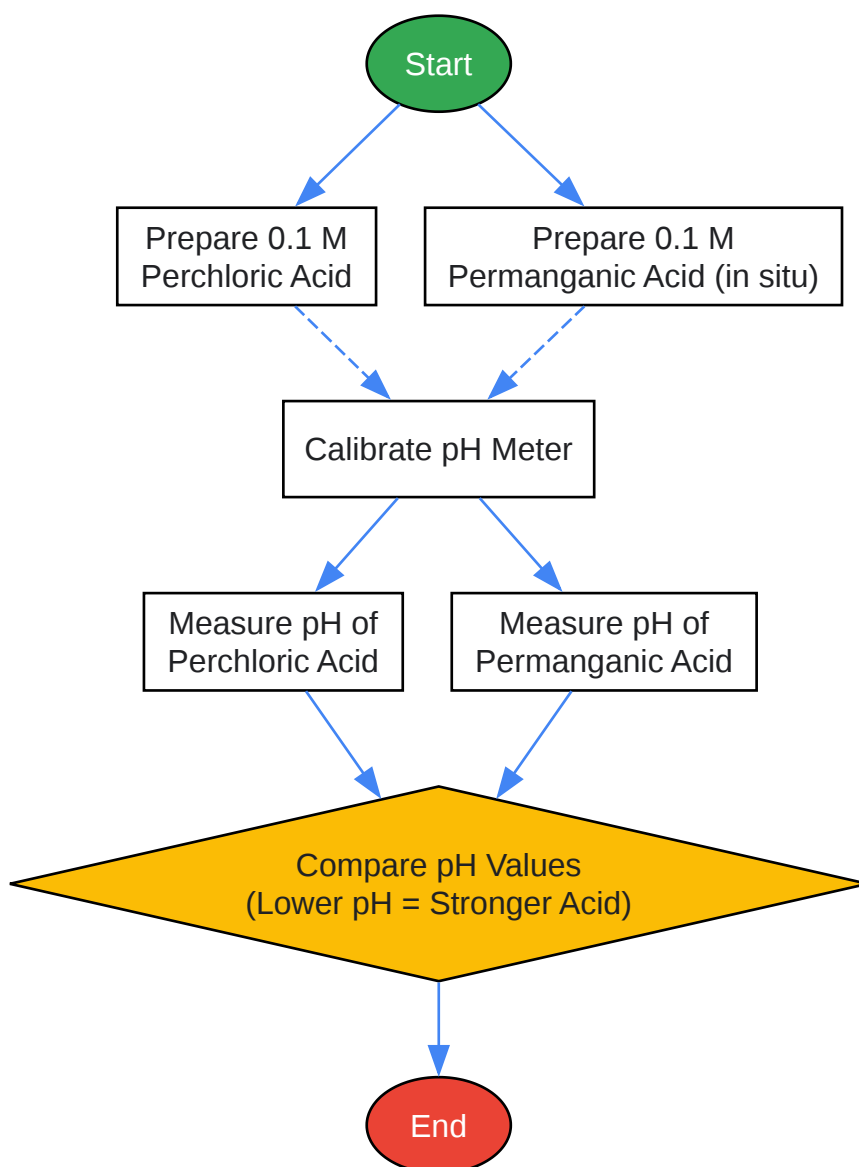 Start
Prepare 0.1 M
Perchloric Acid
Prepare 0.1 M
Permanganic Acid (in situ)
Calibrate pH Meter
Measure pH of
Perchloric Acid
Measure pH of
Permanganic Acid
Compare pH Values
(Lower pH = Stronger Acid)
End